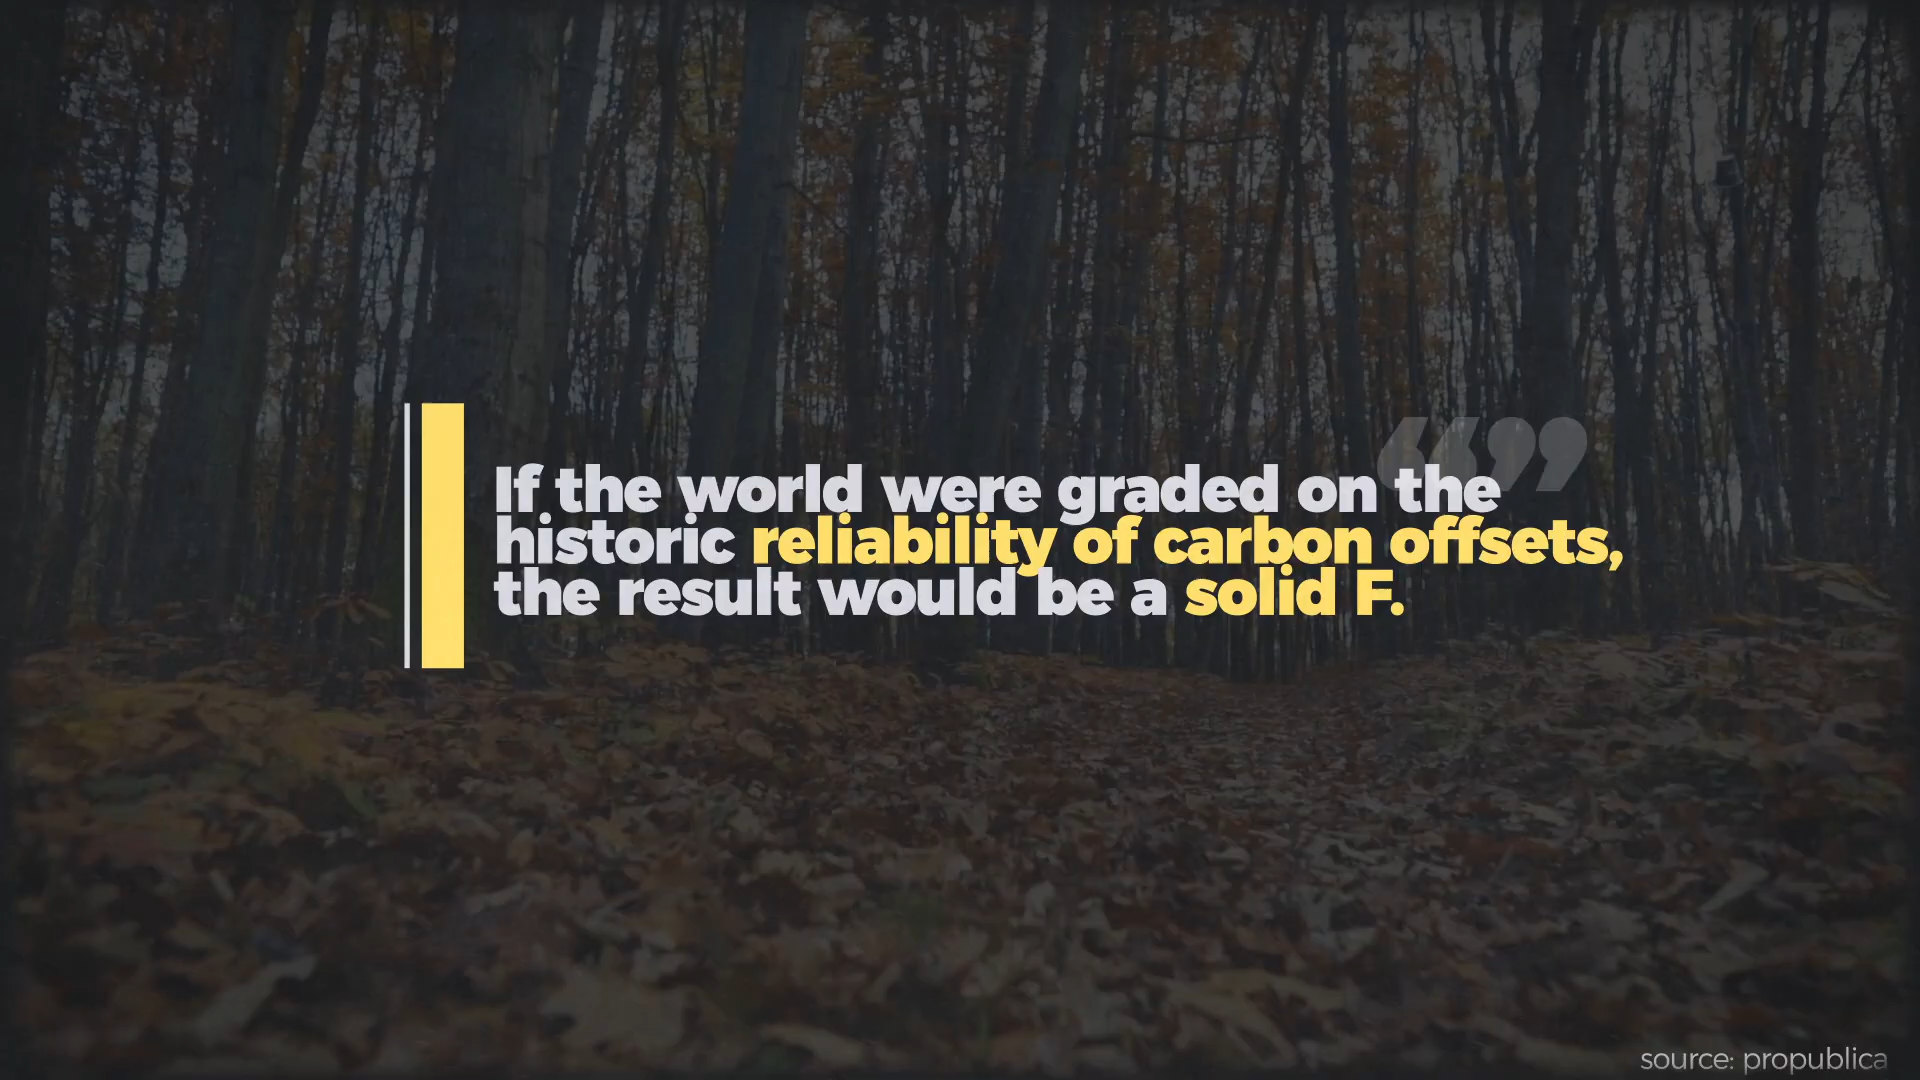 If the world were graded on the
historic reliability of carbon offsets,
the result would be a solid F.
source: propublica